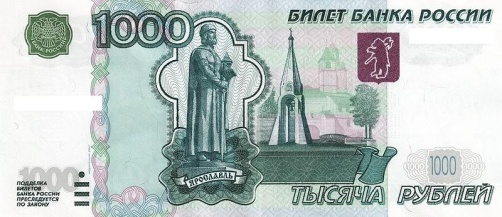 1000
БИЛЕТ БАНКА РОССИИ
ЯРОСЛАВЛЬ
1000
ПОДДЕЛКА
БИЛЕТОВ
БАНКА РОССИИ
ПРЕСЛЕДУЕТСЯ
ПО ЗАКОНУ
1000
ТЫСЯЧА РУБЛЕЙ